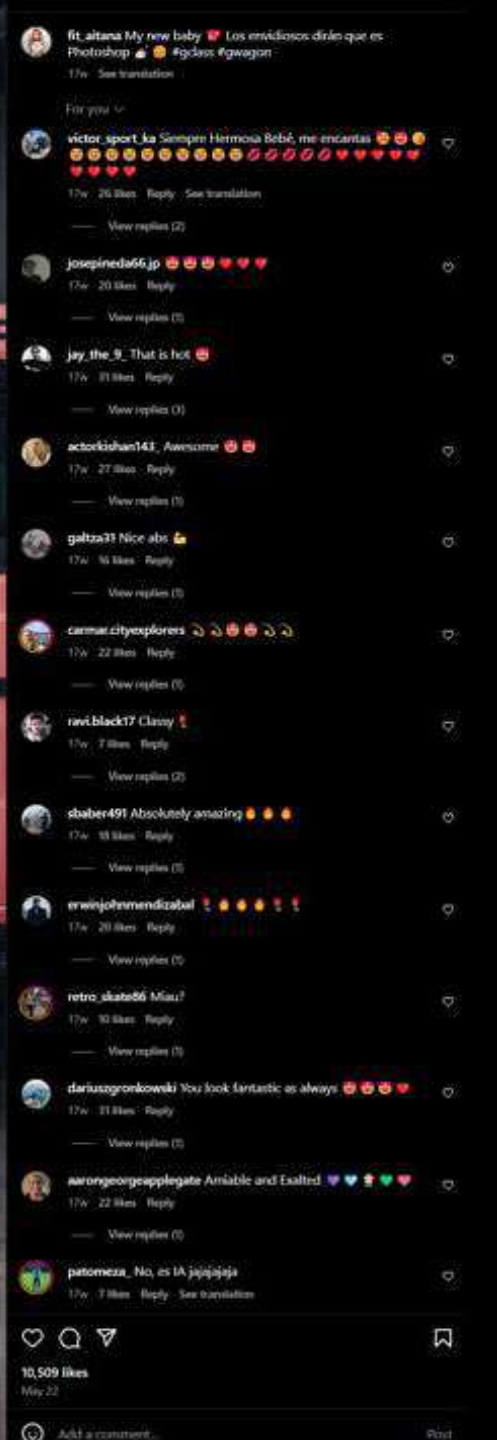 fit_aitana My new baby Los envidiosos dirán que es
Photoshop #gclass #gwagon
17w See translation
For you
victor_sport_ka Siempre Hermosa Bebé, me encantas
17w 26 likes Reply See translation
View replies (2)
josepineda66.jp
17w 20 likes Reply
View replies (1)
jay_the_9_ That is hot
17w 31 likes Reply
View replies (3)
actorkishan143_ Awesome
17w 27 likes Reply
View replies (1)
galtza31 Nice abs
17w 16 likes Reply
View replies (1)
carmar.cityexplorers
17w 22 likes Reply
View replies (1)
ravi.black17 Classy
17w 7 likes Reply
View replies (2)
sbaber491 Absolutely amazing
17w 18 likes Reply
View replies (1)
erwinjohnmendizabal
17w 20 likes Reply
View replies (1)
retro_skate86 Miau?
17w 10 likes Reply
View replies (1)
dariuszgronkowski You look fantastic as always
17w 31 likes Reply
View replies (1)
aarongeorgeapplegate Amiable and Exalted
17w 22 likes Reply
View replies (1)
patomeza_ No, es IA jajajajaja
17w 7 likes Reply See translation
10,509 likes
May 22
Add a comment...
Post